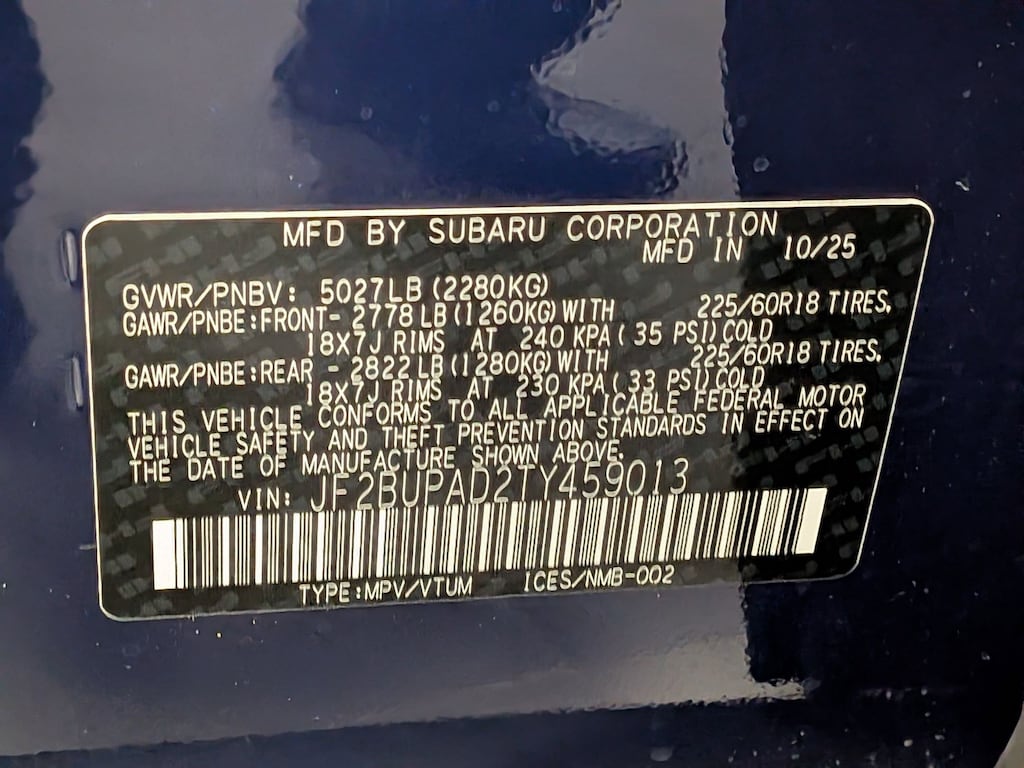 MFD BY SUBARU CORPORATION
MFD IN 10/25
GVWR/PNBV: 5027LB (2280KG)
GAWR/PNBE:FRONT- 2778 LB (1260KG) WITH 225/60R18 TIRES,
18X7J RIMS AT 240 KPA (35 PSI) COLD
GAWR/PNBE:REAR - 2822 LB (1280KG) WITH 225/60R18 TIRES,
18X7J RIMS AT 230 KPA (33 PSI) COLD
THIS VEHICLE CONFORMS TO ALL APPLICABLE FEDERAL MOTOR
VEHICLE SAFETY AND THEFT PREVENTION STANDARDS IN EFFECT ON
THE DATE OF MANUFACTURE SHOWN ABOVE.
VIN: JF2BUPAD2TY459013
TYPE:MPV/VTUM ICES/NMB-002